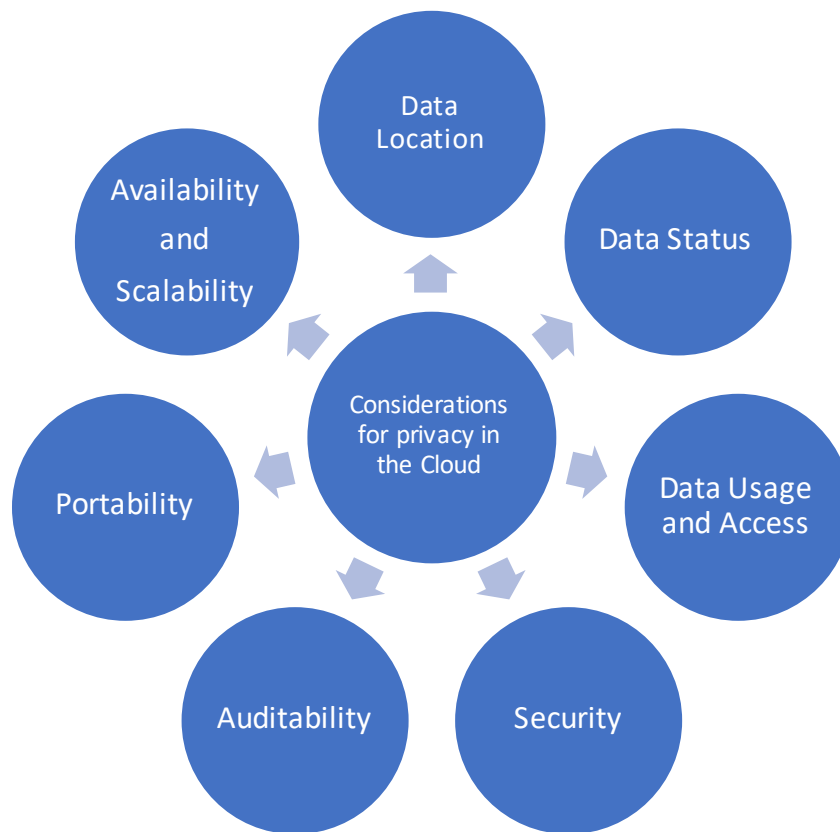 Data
Location
Data Status
Data Usage
and Access
Security
Auditability
Portability
Availability
and
Scalability
Considerations
for privacy in
the Cloud